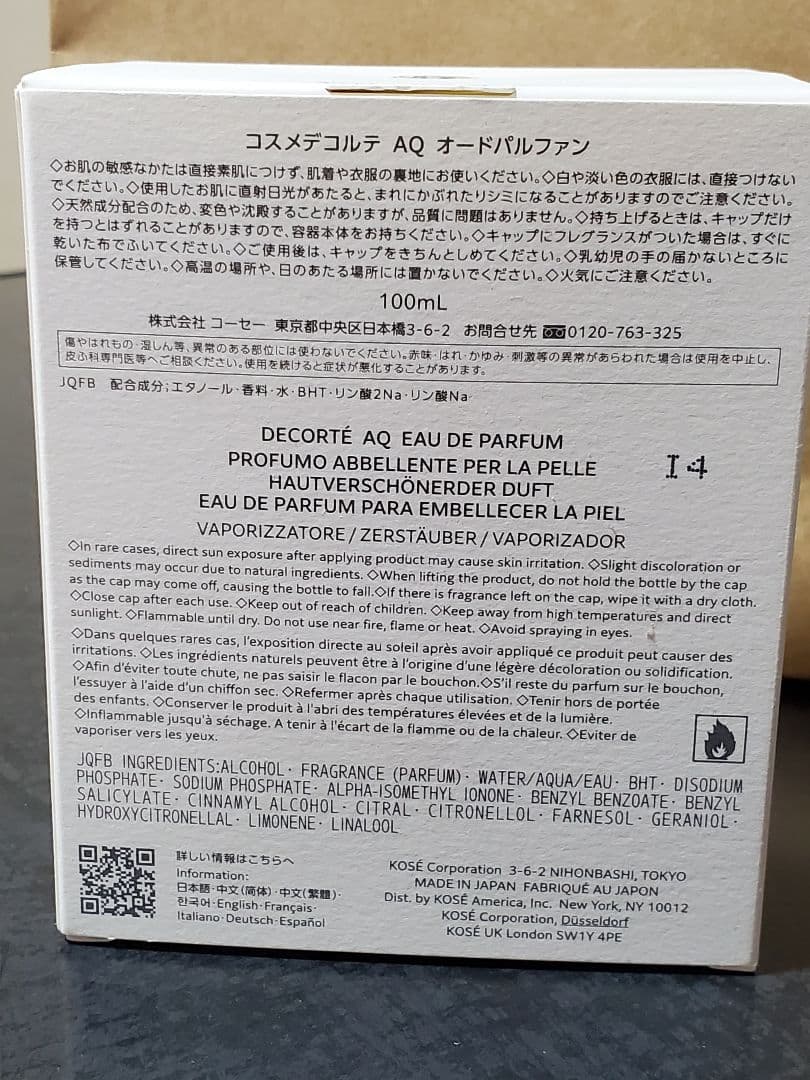 コスメデコルテ AQ オードパルファン
◇お肌の敏感なかたは直接素肌につけず、肌着や衣服の裏地にお使いください。◇白や淡い色の衣服には、直接つけない
でください。◇使用したお肌に直射日光があたると、まれにかぶれたりシミになることがありますのでご注意ください。
◇天然成分配合のため、変色や沈殿することがありますが、品質に問題はありません。◇持ち上げるときは、キャップだけ
を持つとはずれることがありますので、容器本体をお持ちください。◇キャップにフレグランスがついた場合は、すぐに
乾いた布でふいてください。◇ご使用後は、キャップをきちんとしめてください。◇乳幼児の手の届かないところに
保管してください。◇高温の場所や、日のあたる場所には置かないでください。◇火気にご注意ください。
100mL
株式会社 コーセー 東京都中央区日本橋3-6-2 お問合せ先 0120-763-325
傷やはれもの・湿しん等、異常のある部位には使わないでください。赤味・はれ・かゆみ・刺激等の異常があらわれた場合は使用を中止し、
皮ふ科専門医等へご相談ください。使用を続けると症状が悪化することがあります。
JQFB 配合成分;エタノール・香料・水・BHT・リン酸2Na・リン酸Na
DECORTÉ AQ EAU DE PARFUM
PROFUMO ABBELLENTE PER LA PELLE
I4
HAUTVERSCHÖNERDER DUFT
EAU DE PARFUM PARA EMBELLECER LA PIEL
VAPORIZZATORE / ZERSTÄUBER / VAPORIZADOR
◇In rare cases, direct sun exposure after applying product may cause skin irritation. ◇Slight discoloration or
sediments may occur due to natural ingredients. ◇When lifting the product, do not hold the bottle by the cap
as the cap may come off, causing the bottle to fall.◇If there is fragrance left on the cap, wipe it with a dry cloth.
◇Close cap after each use. ◇Keep out of reach of children. ◇Keep away from high temperatures and direct
sunlight. ◇Flammable until dry. Do not use near fire, flame or heat. ◇Avoid spraying in eyes.
◇Dans quelques rares cas, l'exposition directe au soleil après avoir appliqué ce produit peut causer des
irritations. ◇Les ingrédients naturels peuvent être à l'origine d'une légère décoloration ou solidification.
◇Afin d'éviter toute chute, ne pas saisir le flacon par le bouchon.◇S'il reste du parfum sur le bouchon,
l'essuyer à l'aide d'un chiffon sec. ◇Refermer après chaque utilisation. ◇Tenir hors de portée
des enfants. ◇Conserver le produit à l'abri des températures élevées et de la lumière.
◇Inflammable jusqu'à séchage. A tenir à l'écart de la flamme ou de la chaleur. ◇Eviter de
vaporiser vers les yeux.
JQFB INGREDIENTS:ALCOHOL· FRAGRANCE (PARFUM)· WATER/AQUA/EAU· BHT· DISODIUM
PHOSPHATE· SODIUM PHOSPHATE· ALPHA-ISOMETHYL IONONE· BENZYL BENZOATE· BENZYL
SALICYLATE· CINNAMYL ALCOHOL· CITRAL· CITRONELLOL· FARNESOL· GERANIOL·
HYDROXYCITRONELLAL· LIMONENE· LINALOOL
詳しい情報はこちらへ
Information:
日本語·中文(简体)·中文(繁體)·
한국어·English·Français·
Italiano·Deutsch·Español
KOSÉ Corporation 3-6-2 NIHONBASHI, TOKYO
MADE IN JAPAN FABRIQUÉ AU JAPON
Dist. by KOSÉ America, Inc. New York, NY 10012
KOSÉ Corporation, Düsseldorf
KOSÉ UK London SW1Y 4PE